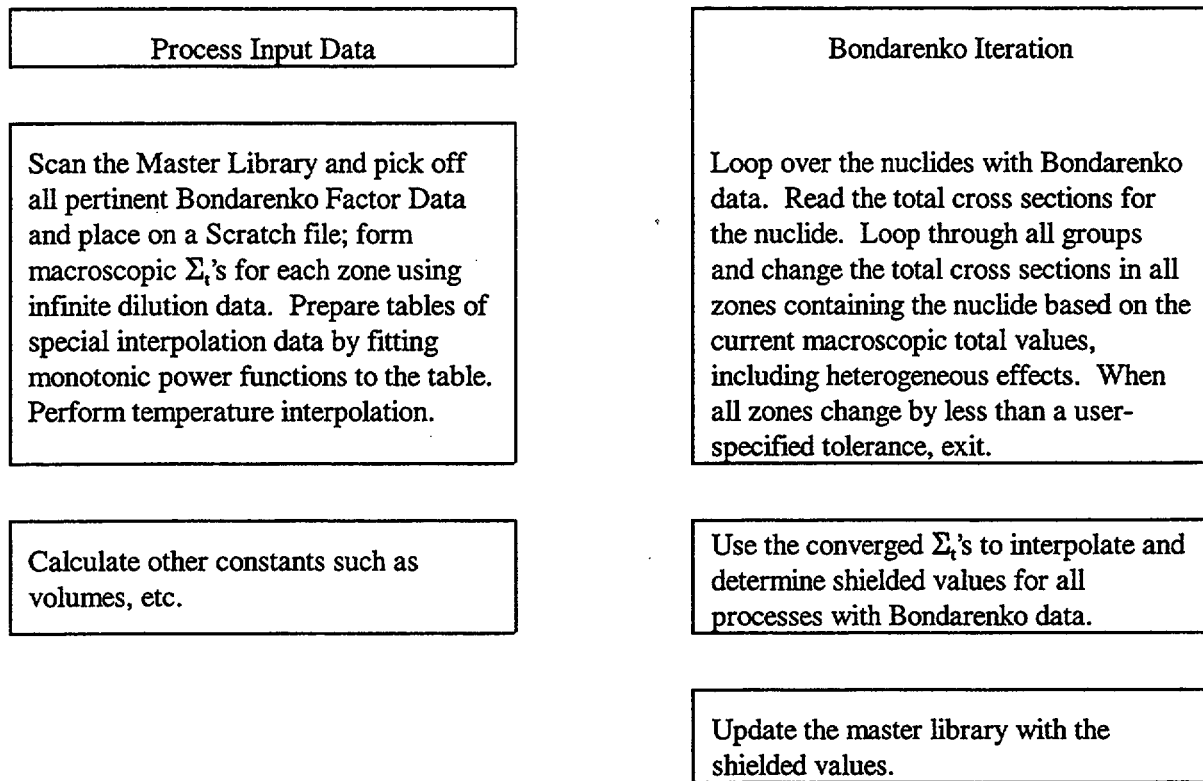 Process Input Data
Scan the Master Library and pick off
all pertinent Bondarenko Factor Data
and place on a Scratch file; form
macroscopic Σₜ's for each zone using
infinite dilution data. Prepare tables of
special interpolation data by fitting
monotonic power functions to the table.
Perform temperature interpolation.
Calculate other constants such as
volumes, etc.
Bondarenko Iteration
Loop over the nuclides with Bondarenko
data. Read the total cross sections for
the nuclide. Loop through all groups
and change the total cross sections in all
zones containing the nuclide based on the
current macroscopic total values,
including heterogeneous effects. When
all zones change by less than a user-
specified tolerance, exit.
Use the converged Σₜ's to interpolate and
determine shielded values for all
processes with Bondarenko data.
Update the master library with the
shielded values.